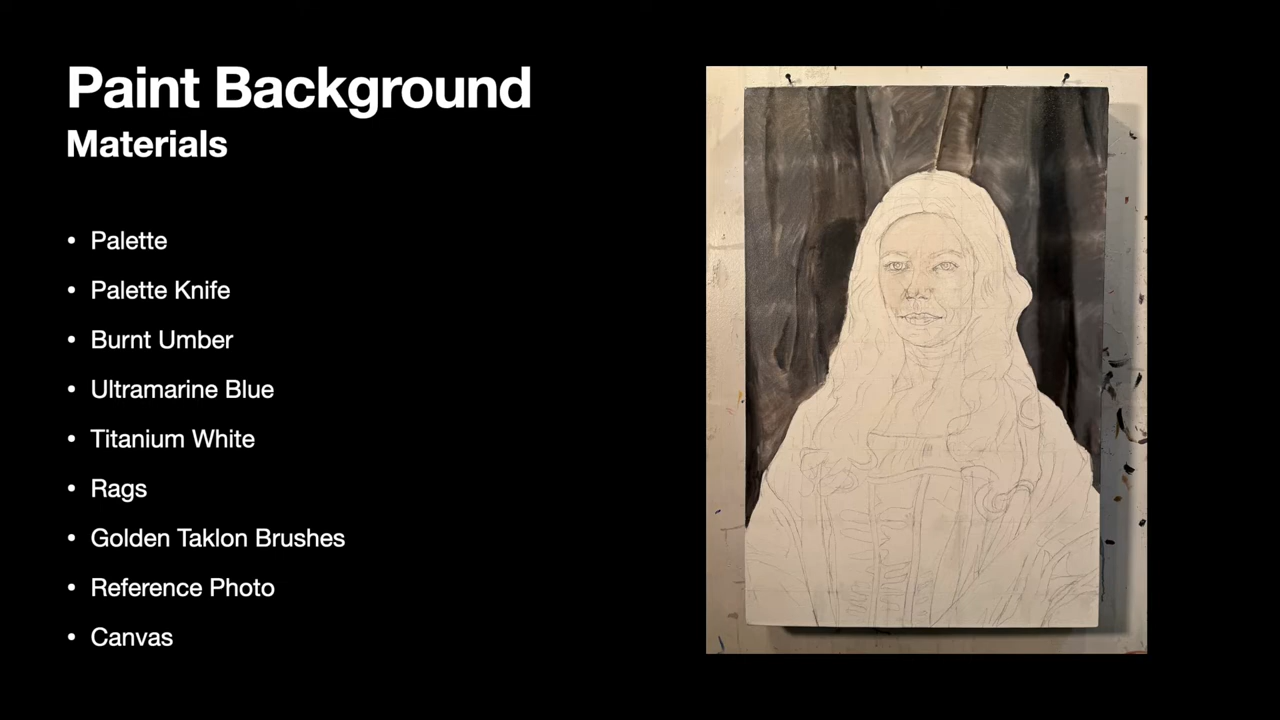 Paint Background
Materials
• Palette
• Palette Knife
• Burnt Umber
• Ultramarine Blue
• Titanium White
• Rags
• Golden Taklon Brushes
• Reference Photo
• Canvas